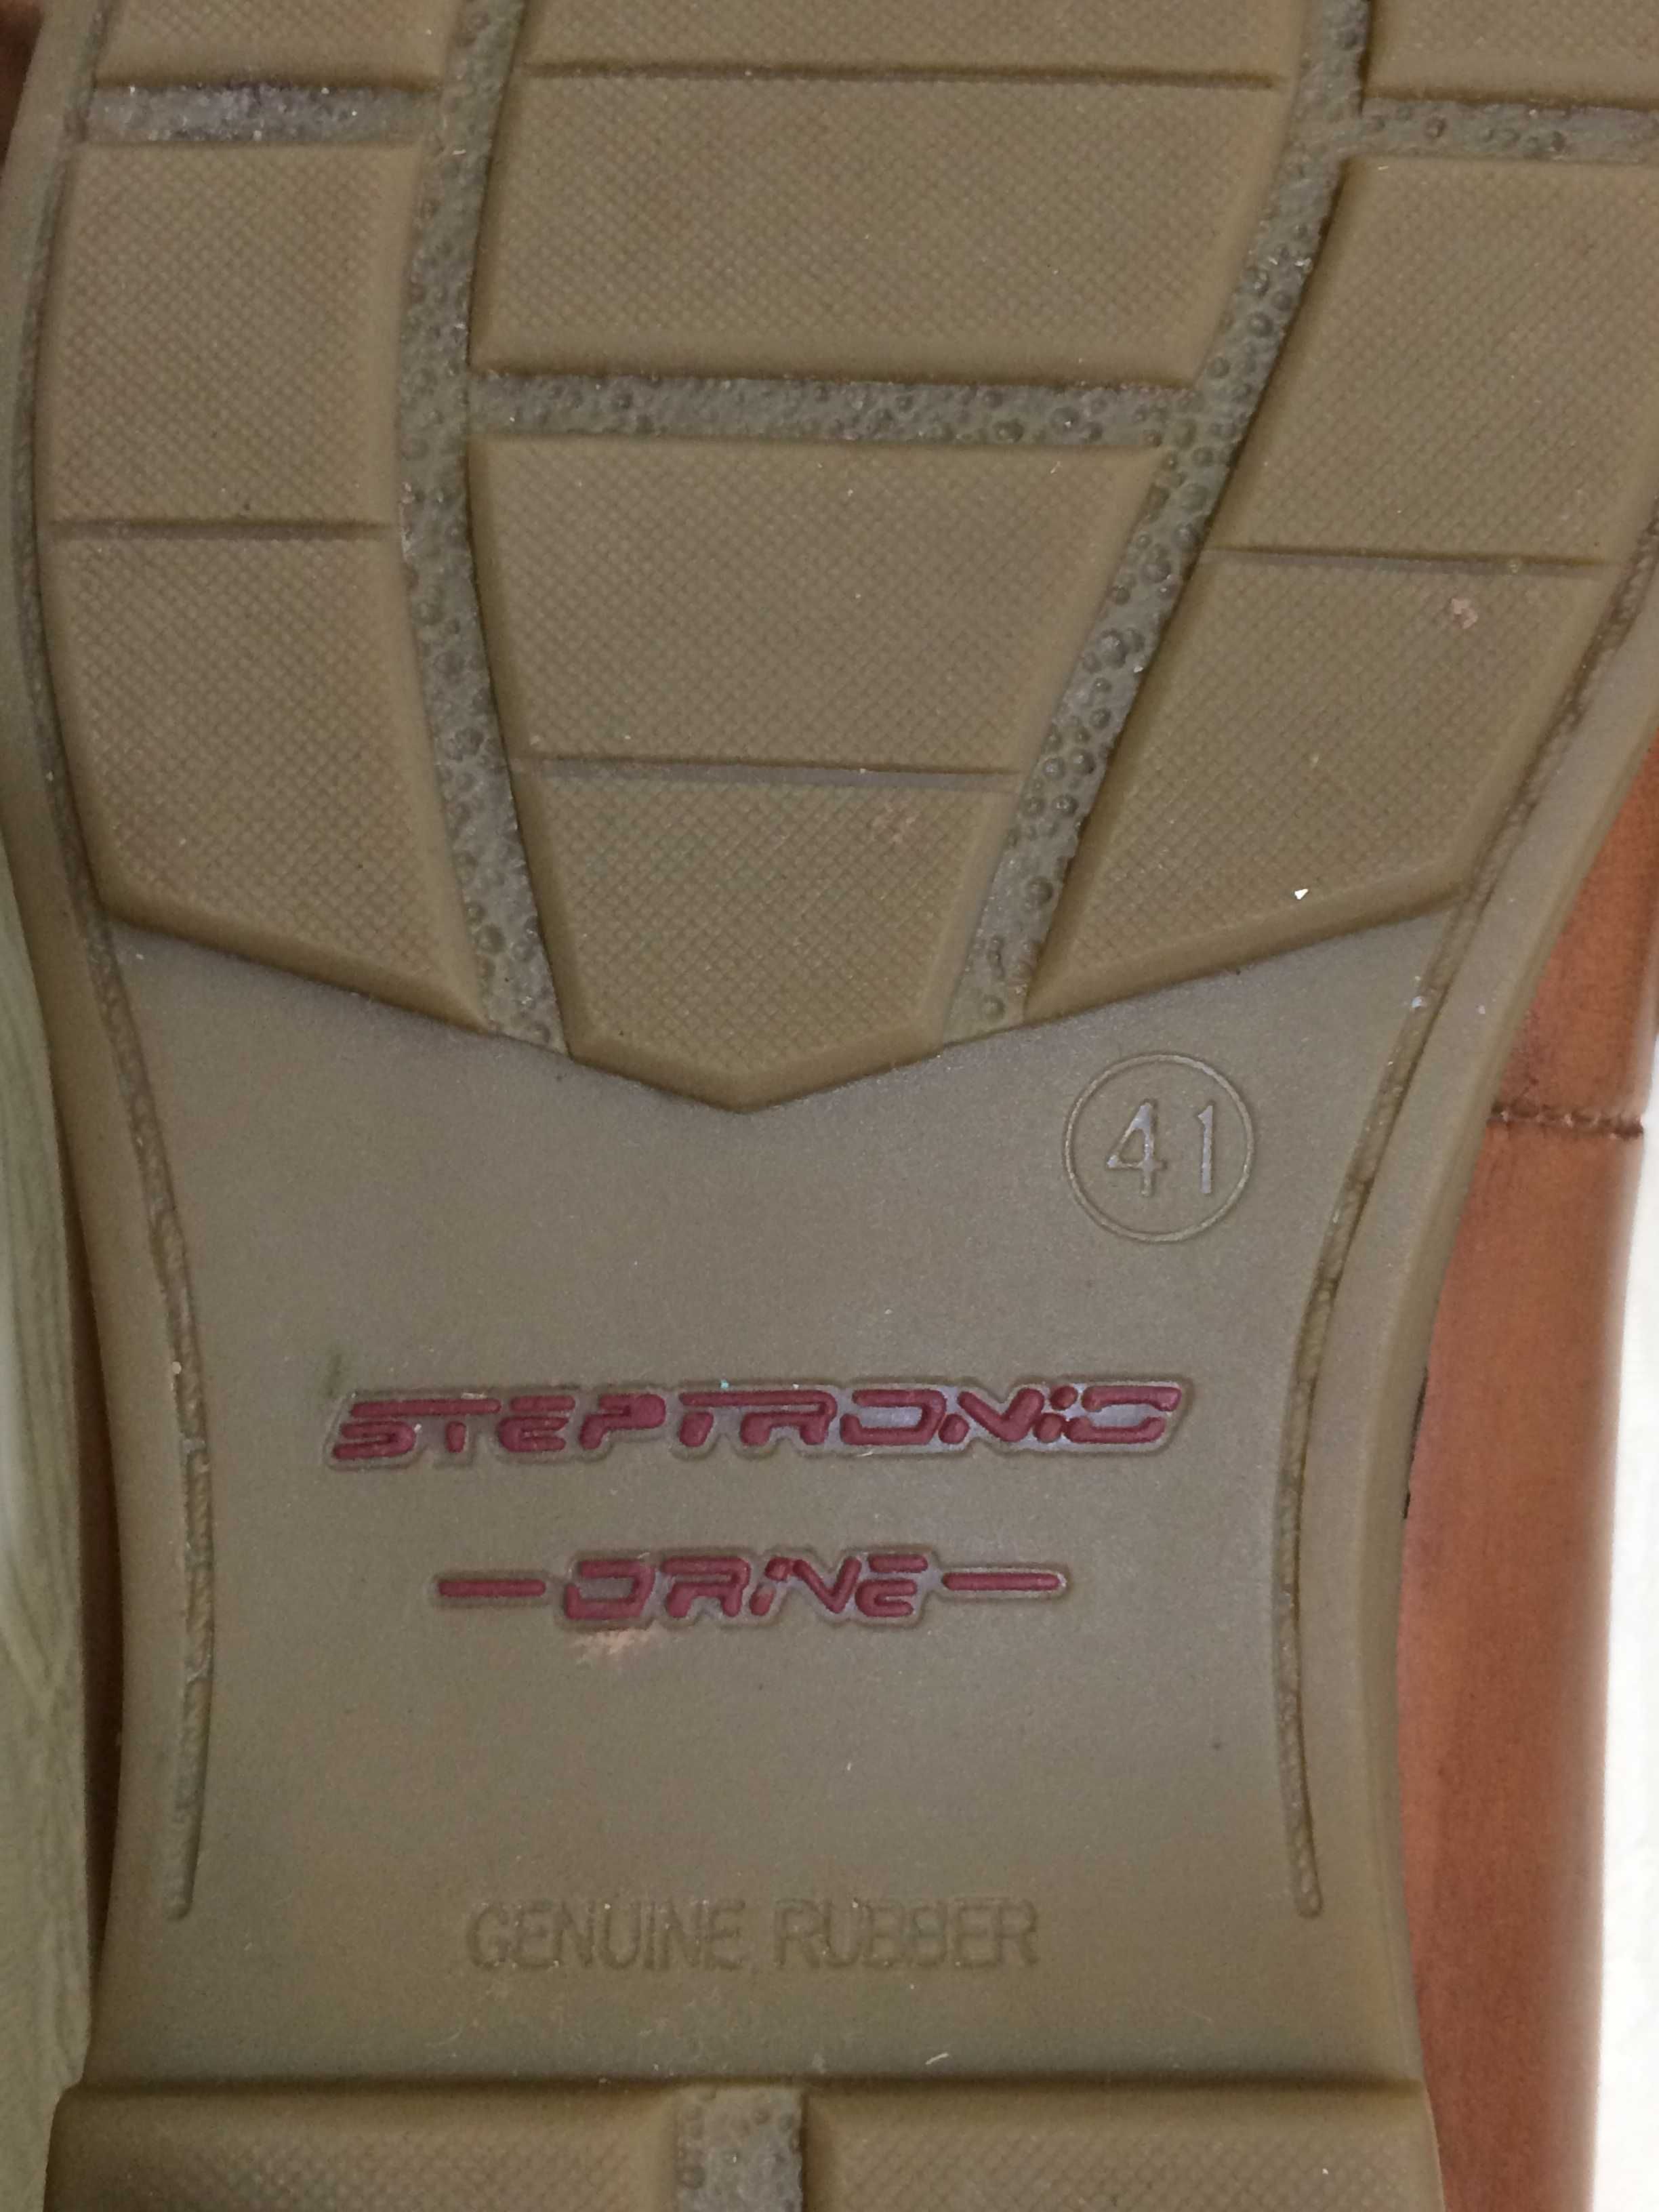 41
STEPTRONIC
DRIVE
GENUINE RUBBER